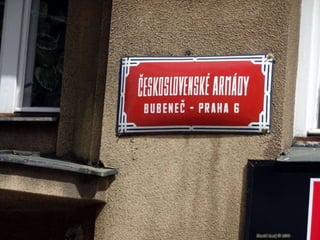 ČESKOSLOVENSKÉ ARMÁDY
BUBENEČ - PRAHA 6